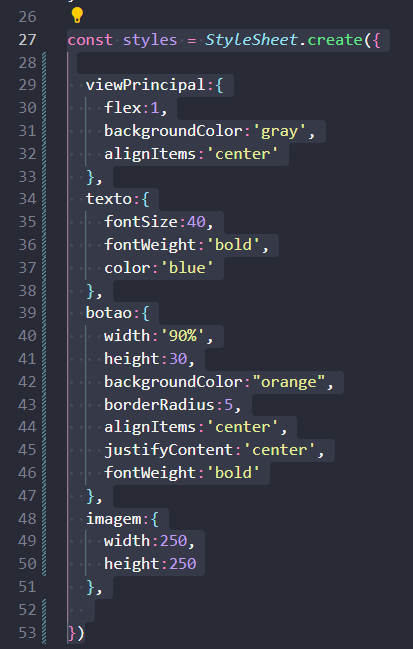 26
27 const styles = StyleSheet.create({
28
29 viewPrincipal:{
30 flex:1,
31 backgroundColor:'gray',
32 alignItems:'center'
33 },
34 texto:{
35 fontSize:40,
36 fontWeight:'bold',
37 color:'blue'
38 },
39 botao:{
40 width:'90%',
41 height:30,
42 backgroundColor:"orange",
43 borderRadius:5,
44 alignItems:'center',
45 justifyContent:'center',
46 fontWeight:'bold'
47 },
48 imagem:{
49 width:250,
50 height:250
51 },
52
53 })